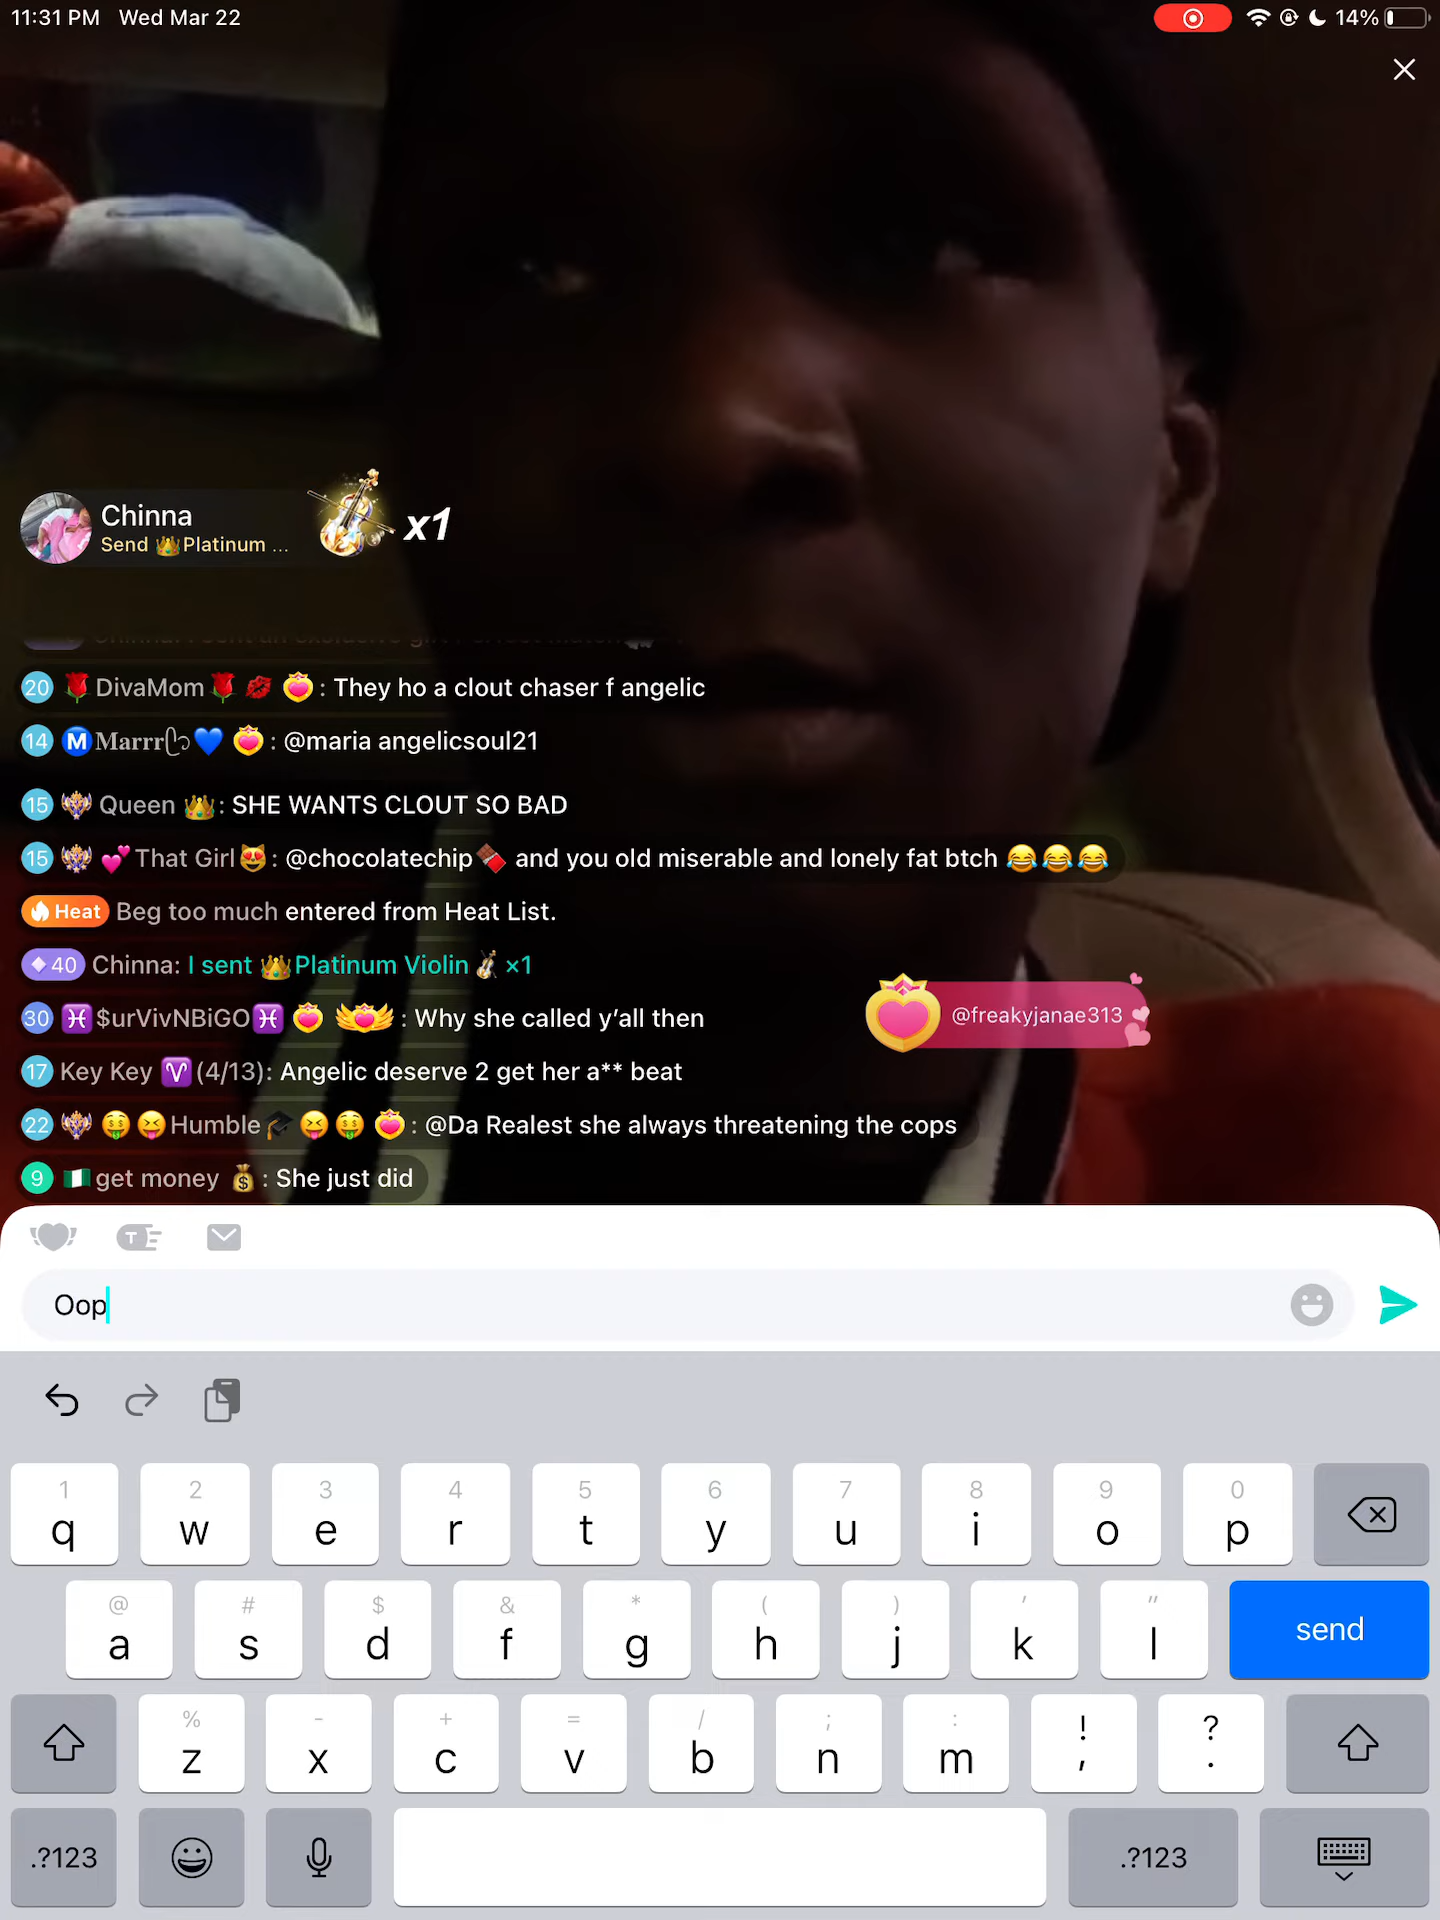 11:31 PM Wed Mar 22
14%
Chinna
Send 👑Platinum ...
x1
20 🌹DivaMom🌹💋 : They ho a clout chaser f angelic
14 Ⓜ️Marrr💙 : @maria angelicsoul21
15 Queen 👑: SHE WANTS CLOUT SO BAD
15 💕That Girl😻: @chocolatechip🍫 and you old miserable and lonely fat btch 😂😂😂
Heat Beg too much entered from Heat List.
40 Chinna: I sent 👑Platinum Violin🎻 ×1
30 ♓$urVivNBiGO♓ : Why she called y’all then
@freakyjanae313
17 Key Key ♈(4/13): Angelic deserve 2 get her a** beat
22 🤑😝Humble🎓😝🤑 : @Da Realest she always threatening the cops
9 🇳🇬get money 💰: She just did
T
Oop
1 2 3 4 5 6 7 8 9 0
q w e r t y u i o p
@ # $ & * ( ) ' "
a s d f g h j k l send
% - + = / ; : ! ?
z x c v b n m , .
.?123 .?123